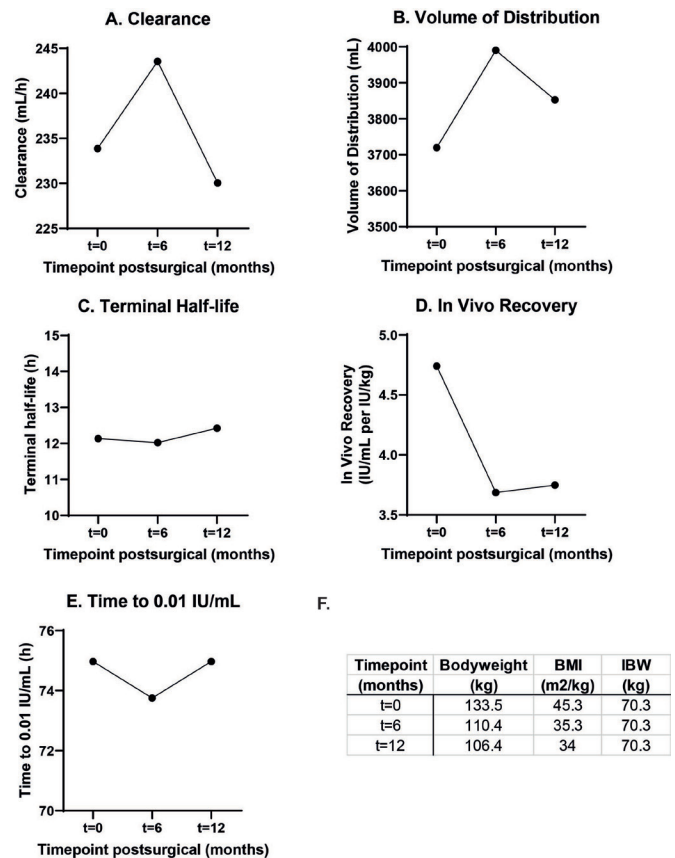 A. Clearance
245
240
235
230
225
Clearance (mL/h)
t=0 t=6 t=12
Timepoint postsurgical (months)
B. Volume of Distribution
4000
3900
3800
3700
3600
3500
Volume of Distribution (mL)
t=0 t=6 t=12
Timepoint postsurgical (months)
C. Terminal Half-life
15
14
13
12
11
10
Terminal half-life (h)
t=0 t=6 t=12
Timepoint postsurgical (months)
D. In Vivo Recovery
5.0
4.5
4.0
3.5
In Vivo Recovery
(IU/mL per IU/kg)
t=0 t=6 t=12
Timepoint postsurgical (months)
E. Time to 0.01 IU/mL
76
74
72
70
Time to 0.01 IU/mL (h)
t=0 t=6 t=12
Timepoint postsurgical (months)
F.
Timepoint Bodyweight BMI IBW
(months) (kg) (m2/kg) (kg)
t=0 133.5 45.3 70.3
t=6 110.4 35.3 70.3
t=12 106.4 34 70.3